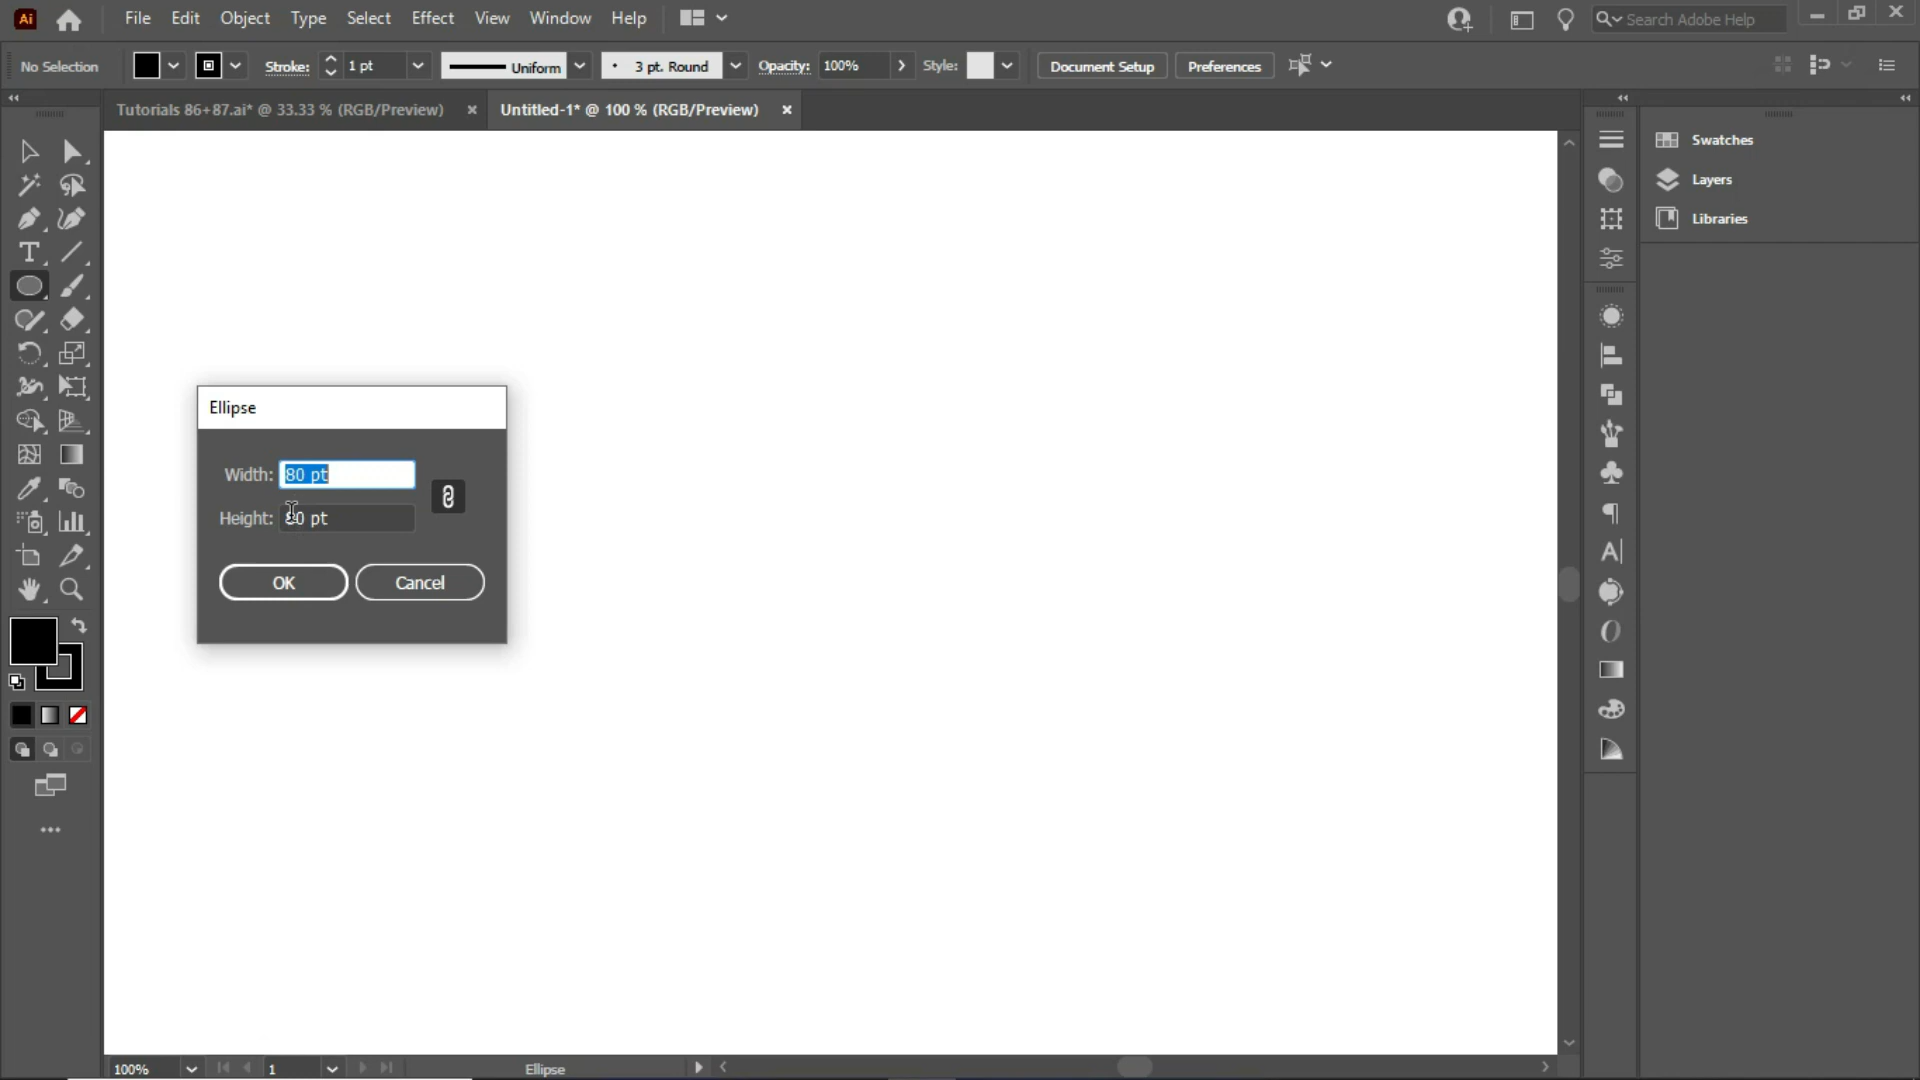 Ai File Edit Object Type Select Effect View Window Help Search Adobe Help
No Selection Stroke: 1 pt Uniform 3 pt. Round Opacity: 100% Style: Document Setup Preferences
Tutorials 86+87.ai* @ 33.33 % (RGB/Preview) Untitled-1* @ 100 % (RGB/Preview)
Swatches
Layers
Libraries
Ellipse
Width: 80 pt
Height: 80 pt
OK Cancel
100% 1 Ellipse